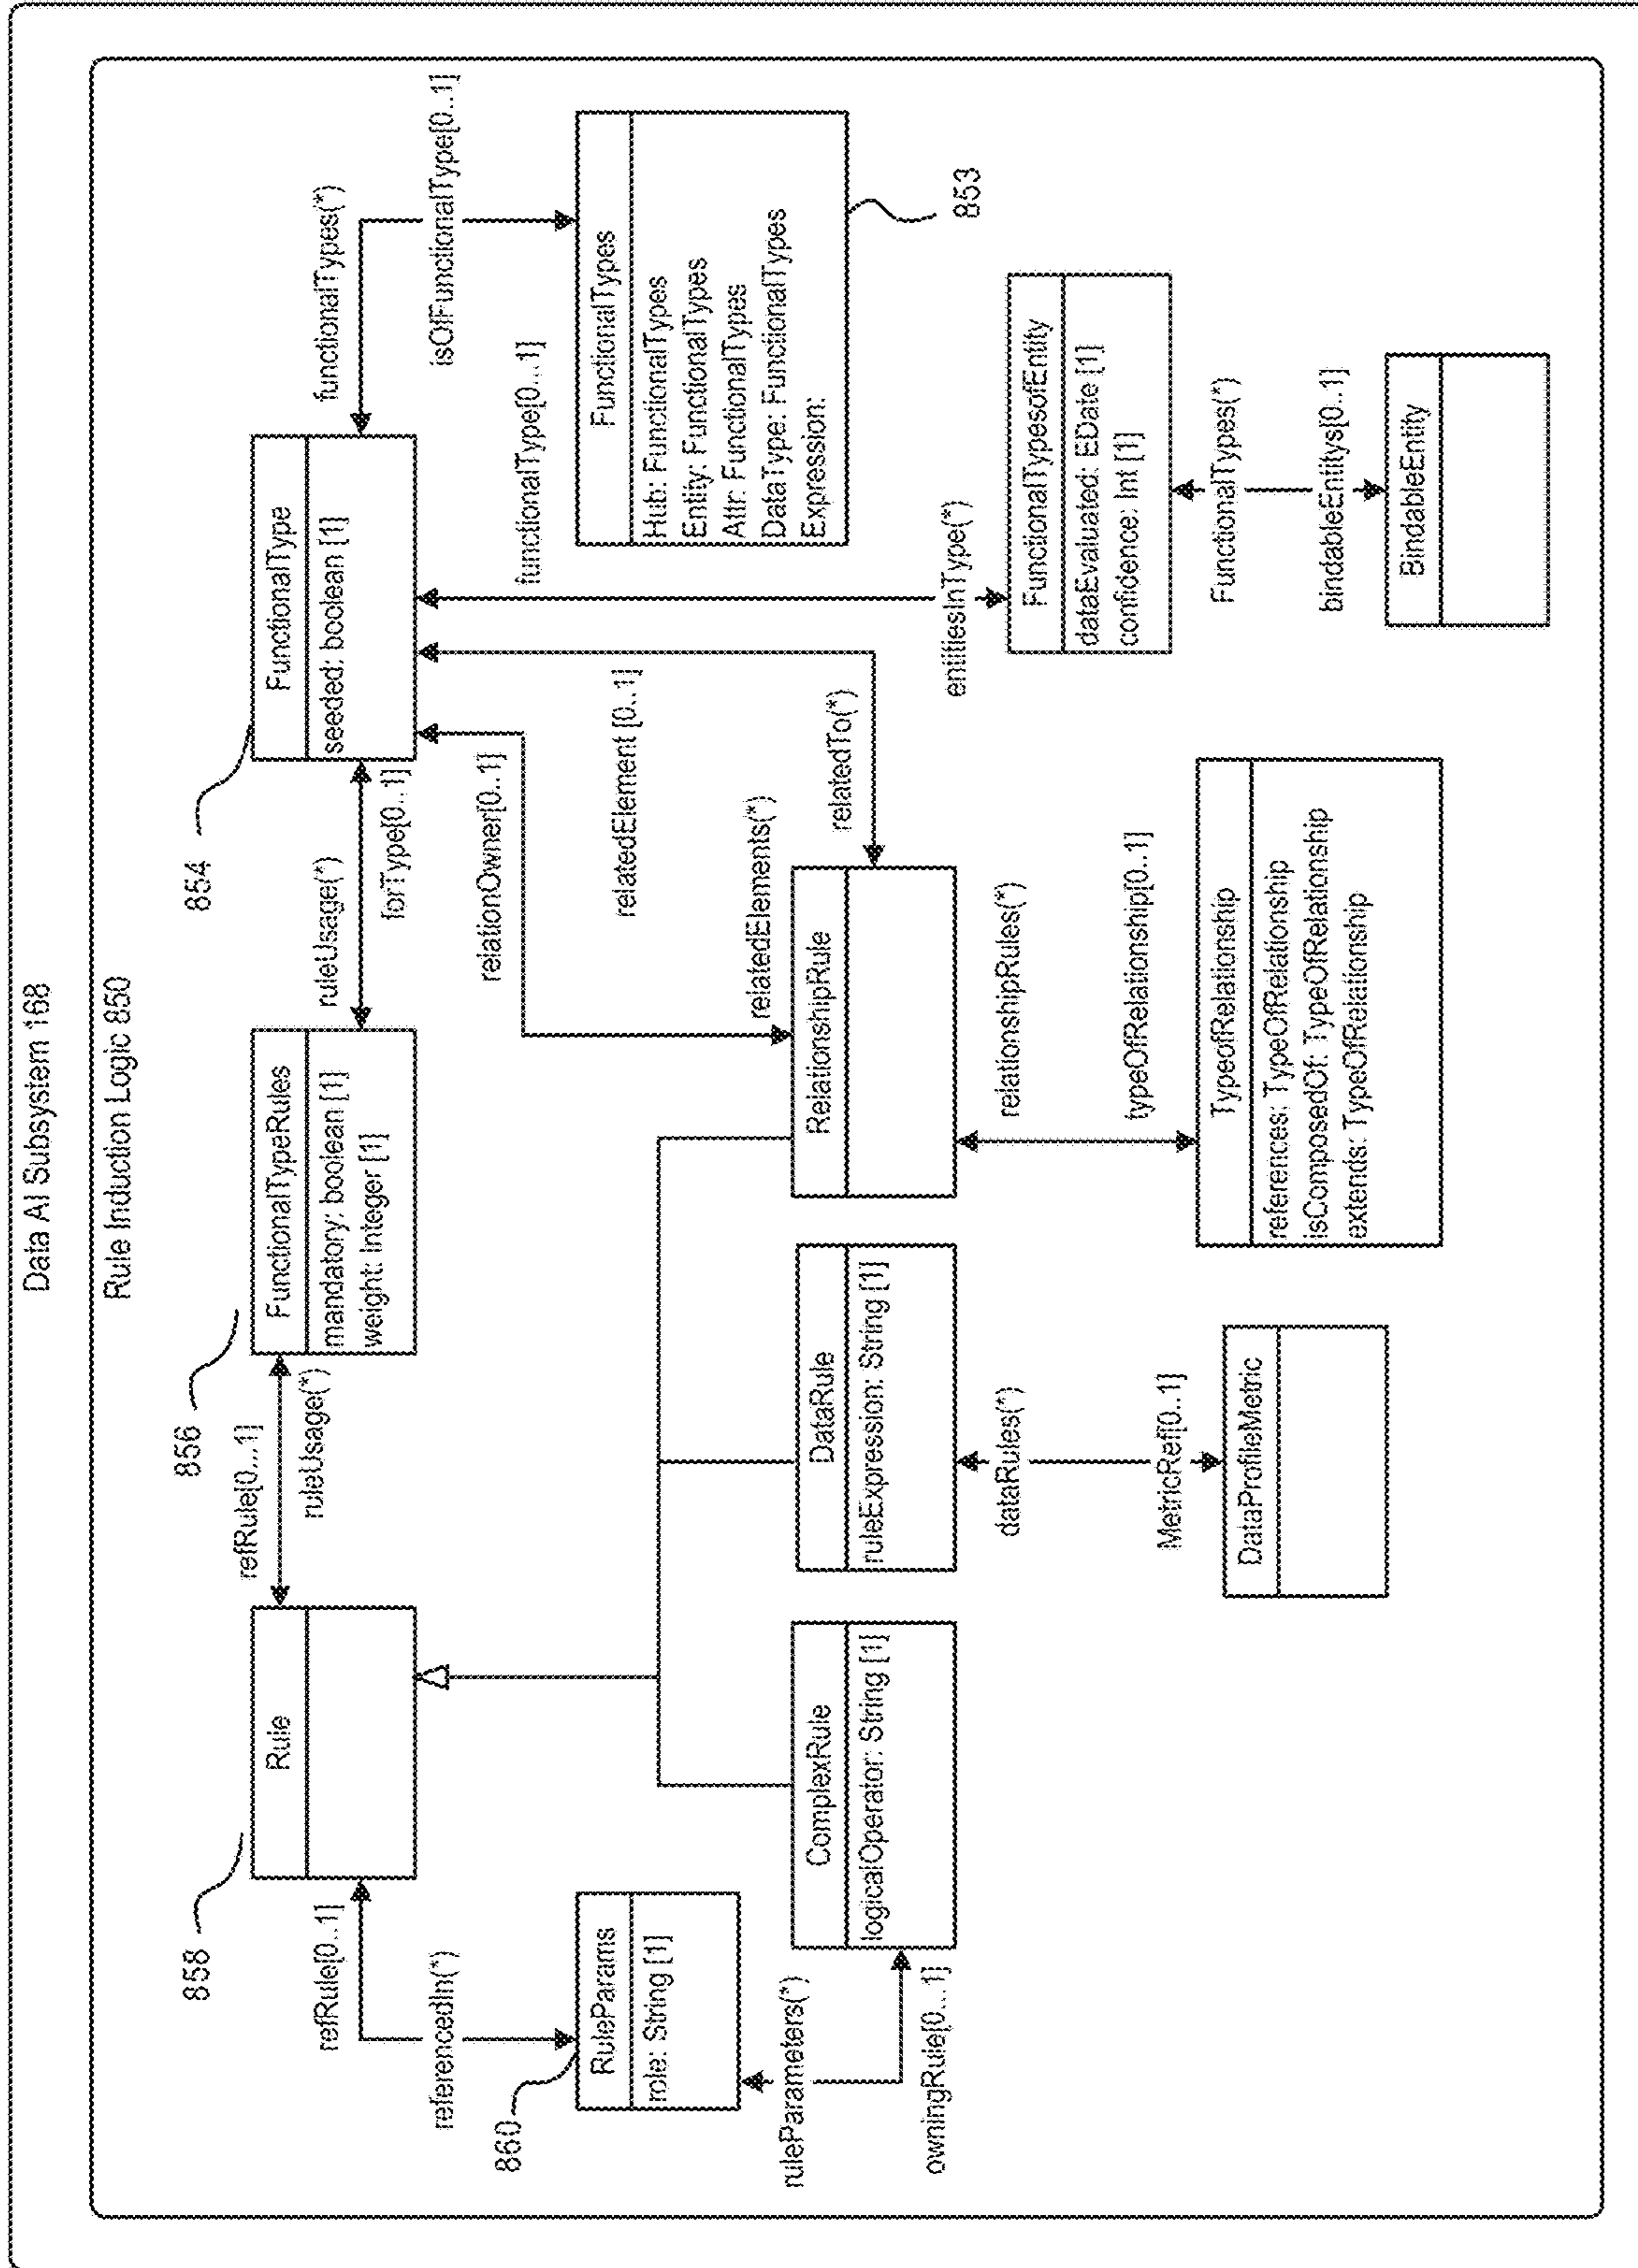 Data AI Subsystem 168
Rule Induction Logic 850
858
Rule
refRule[0...1]
ruleUsage(*)
856
FunctionalTypeRules
mandatory: boolean [1]
weight: Integer [1]
ruleUsage(*)
forType[0..1]
854
FunctionalType
seeded: boolean [1]
functionalTypes(*)
isOfFunctionalType[0..1]
refRule[0..1]
referencedIn(*)
860
RuleParams
role: String [1]
ruleParameters(*)
owningRule[0...1]
relationOwner[0..1]
relatedElement [0..1]
relatedElements(*)
relatedTo(*)
functionalType[0...1]
entitiesInType(*)
FunctionalTypes
Hub: FunctionalTypes
Entity: FunctionalTypes
Attr: FunctionalTypes
DataType: FunctionalTypes
Expression:
853
ComplexRule
logicalOperator: String [1]
DataRule
ruleExpression: String [1]
RelationshipRule
dataRules(*)
MetricRef[0..1]
DataProfileMetric
relationshipRules(*)
typeOfRelationship[0..1]
TypeofRelationship
references: TypeOfRelationship
isComposedOf: TypeOfRelationship
extends: TypeOfRelationship
FunctionalTypesofEntity
dataEvaluated: EDate [1]
confidence: Int [1]
FunctionalTypes(*)
bindableEntitys[0..1]
BindableEntity